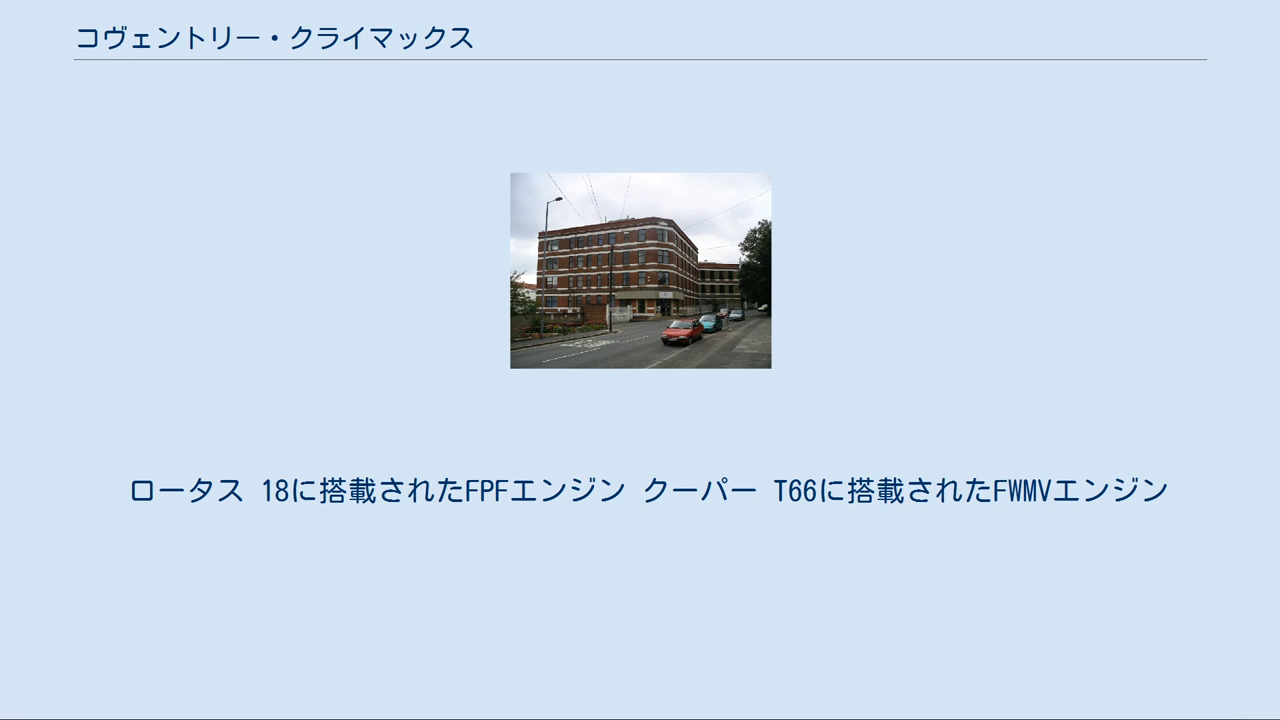 コヴェントリー・クライマックス
ロータス 18に搭載されたFPFエンジン クーパー T66に搭載されたFWMVエンジン